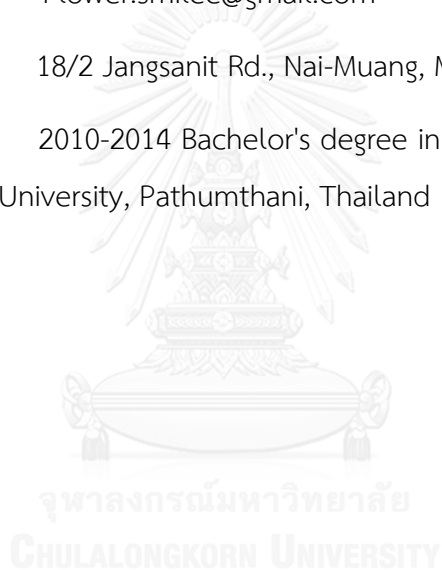 Flower.smilee@gmail.com
18/2 Jangsanit Rd., Nai-Muang,
2010-2014 Bachelor's degree in
University, Pathumthani, Thailand
จุฬาลงกรณ์มหาวิทยาลัย
CHULALONGKORN UNIVERSITY